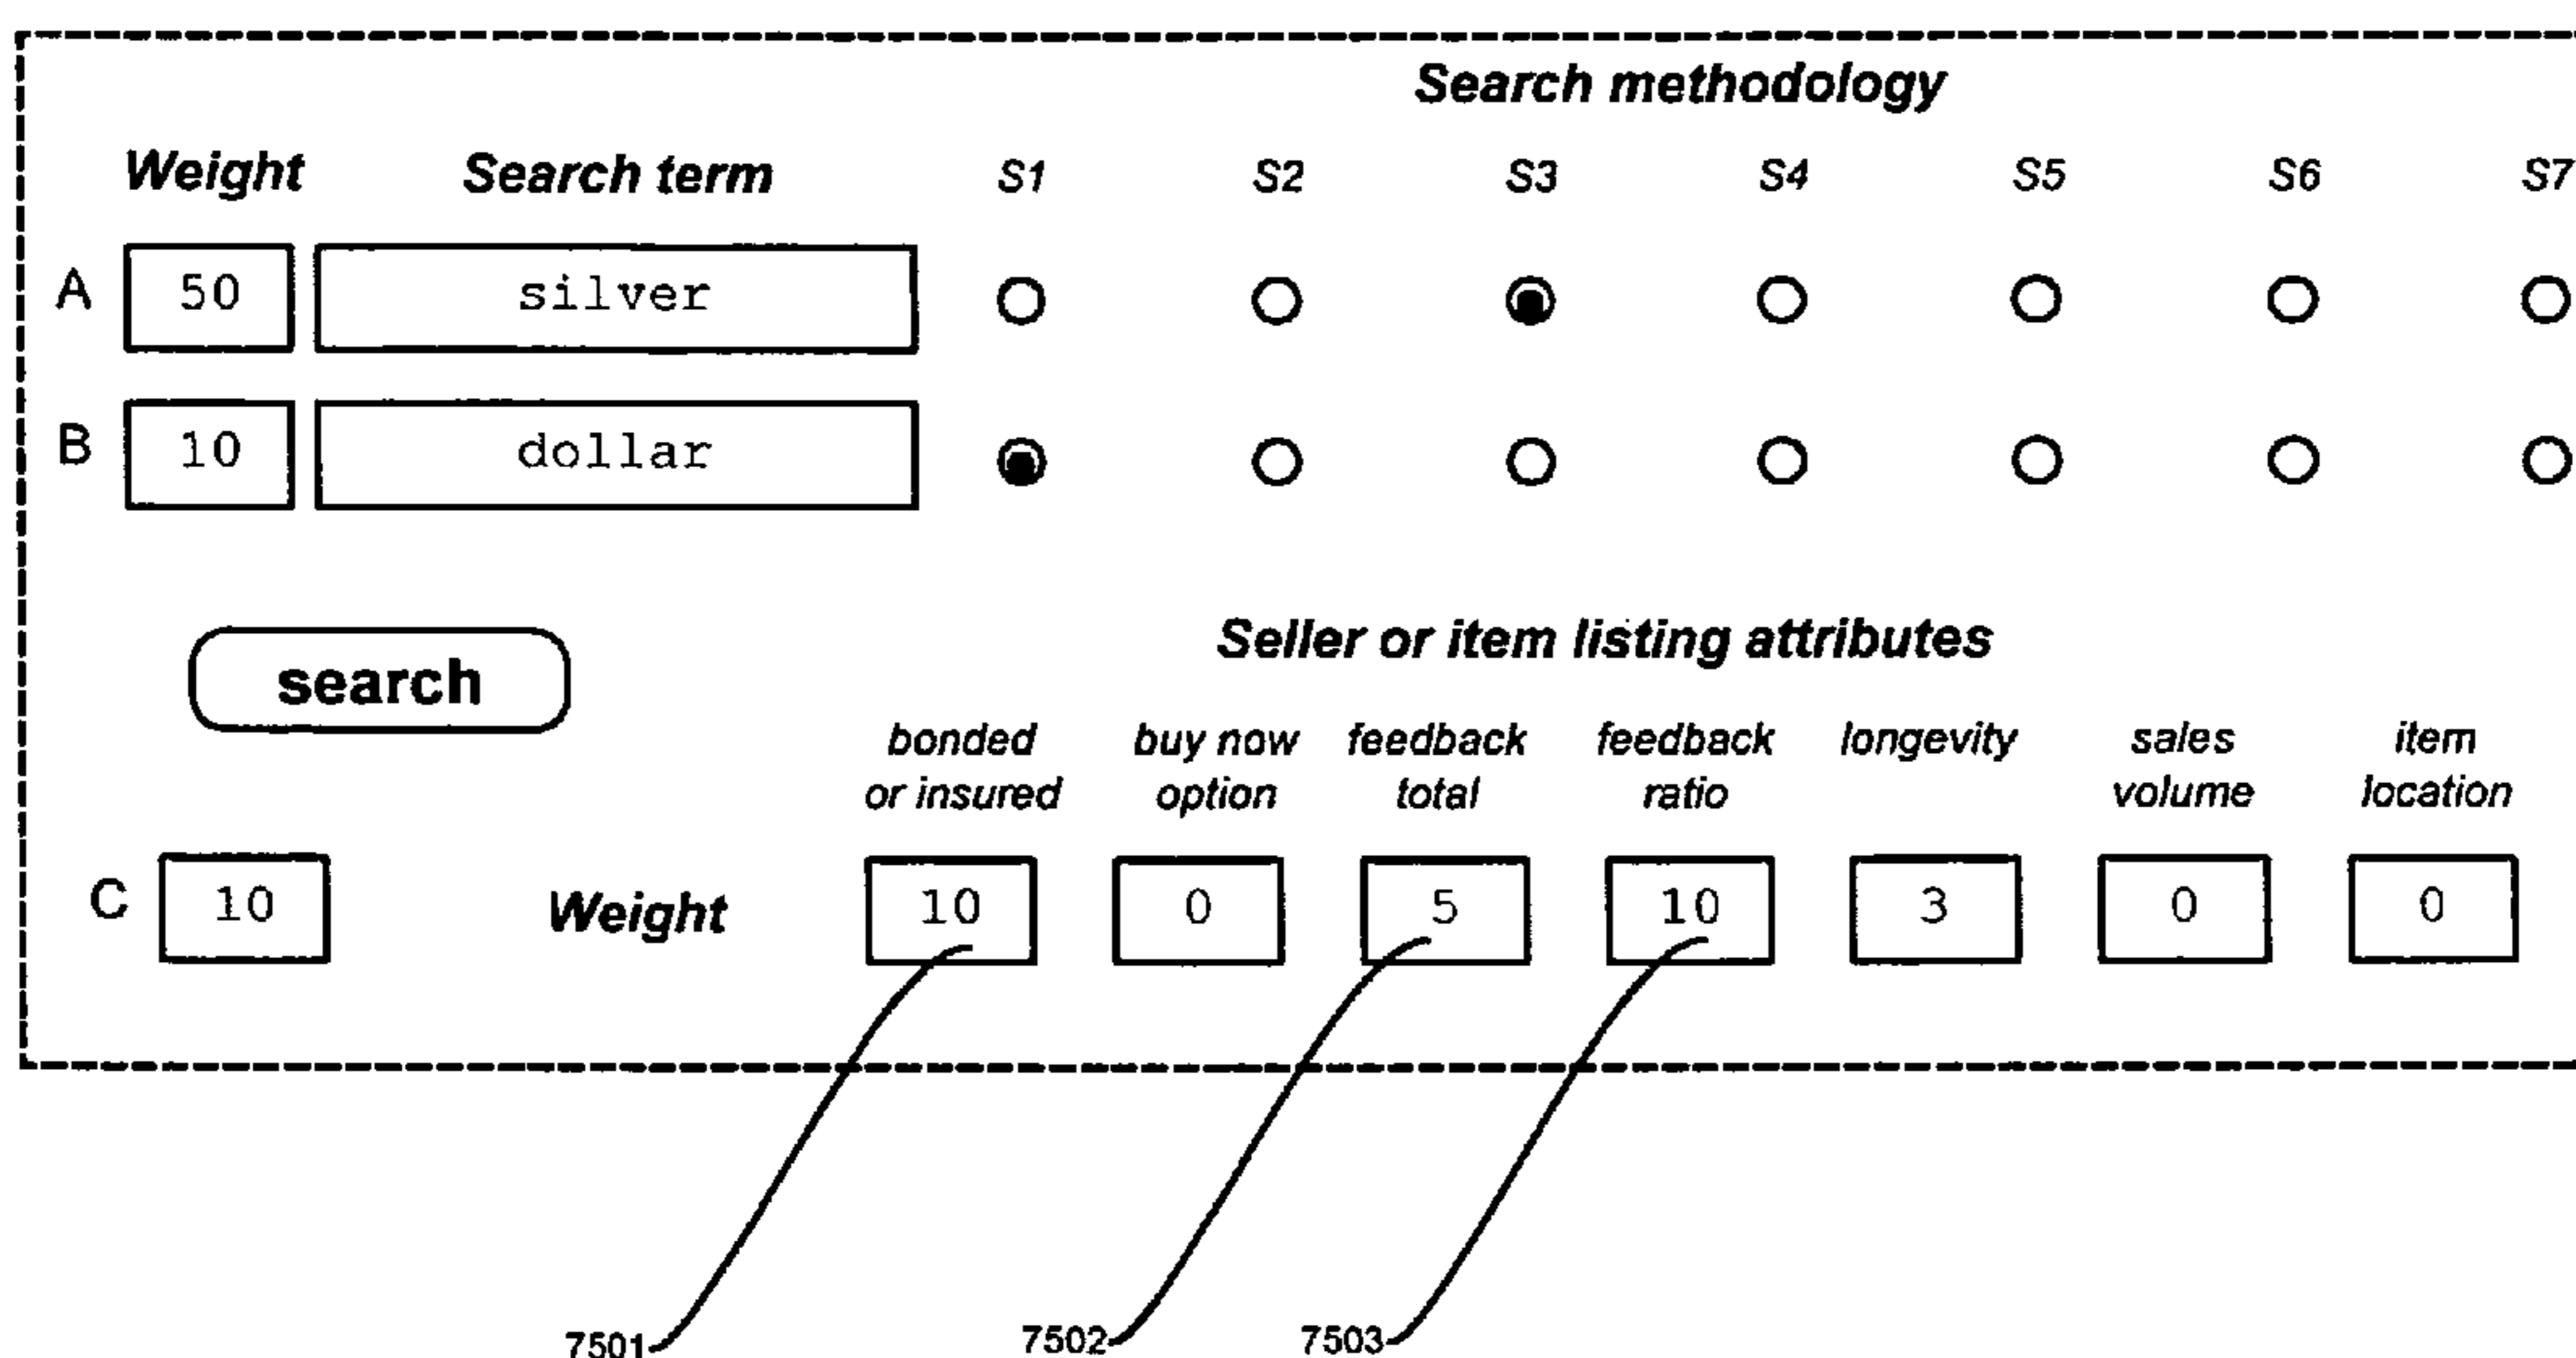 Search methodology
Weight Search term S1 S2 S3 S4 S5 S6 S7
A 50 silver
B 10 dollar
Seller or item listing attributes
search
bonded buy now feedback feedback longevity sales item
or insured option total ratio volume location
C 10 Weight 10 0 5 10 3 0 0
7501 7502 7503